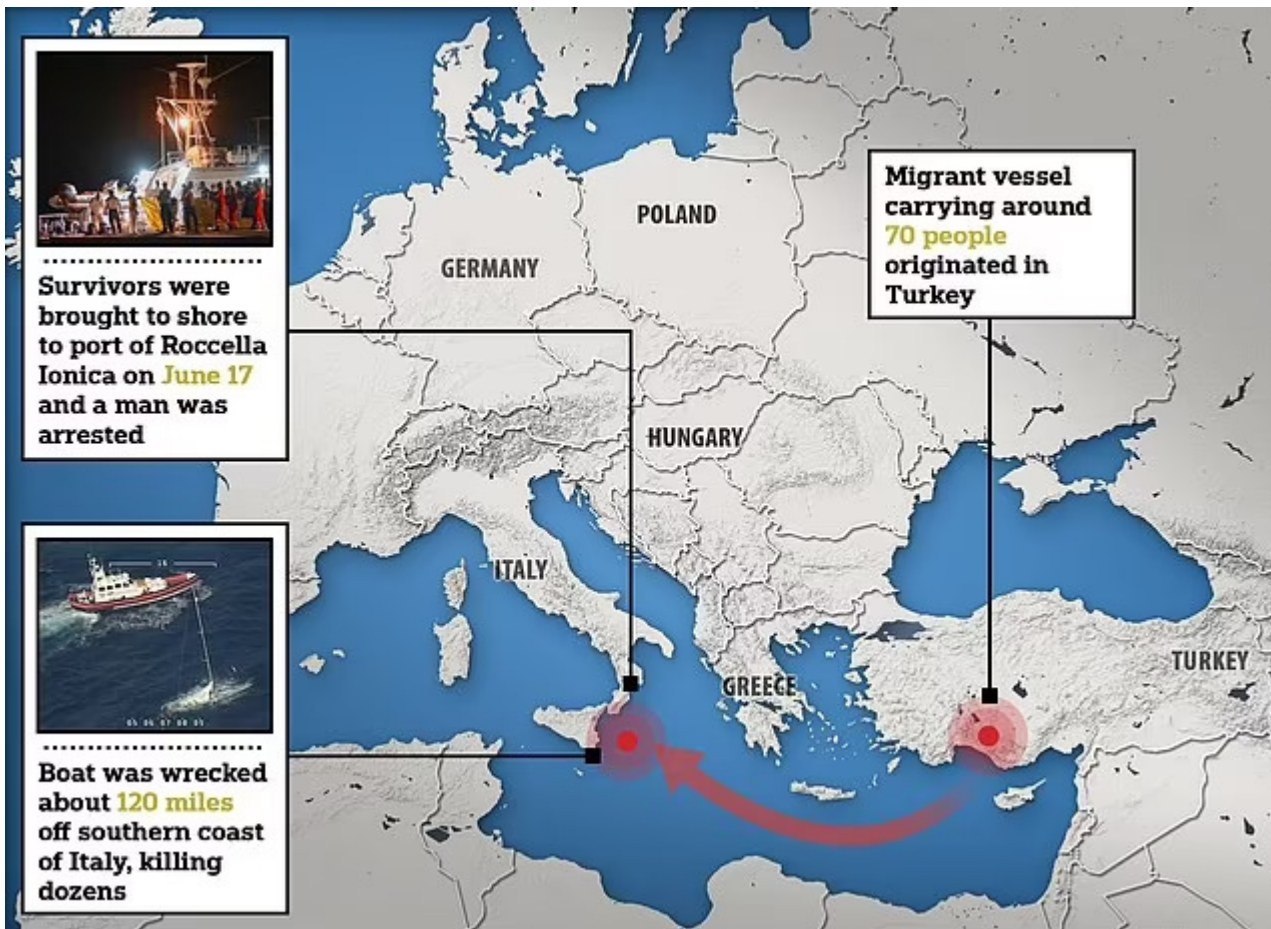 Survivors were
brought to shore
to port of Roccella
Ionica on June 17
and a man was
arrested
Boat was wrecked
about 120 miles
off southern coast
of Italy, killing
dozens
Migrant vessel
carrying around
70 people
originated in
Turkey
POLAND
GERMANY
HUNGARY
ITALY
GREECE
TURKEY